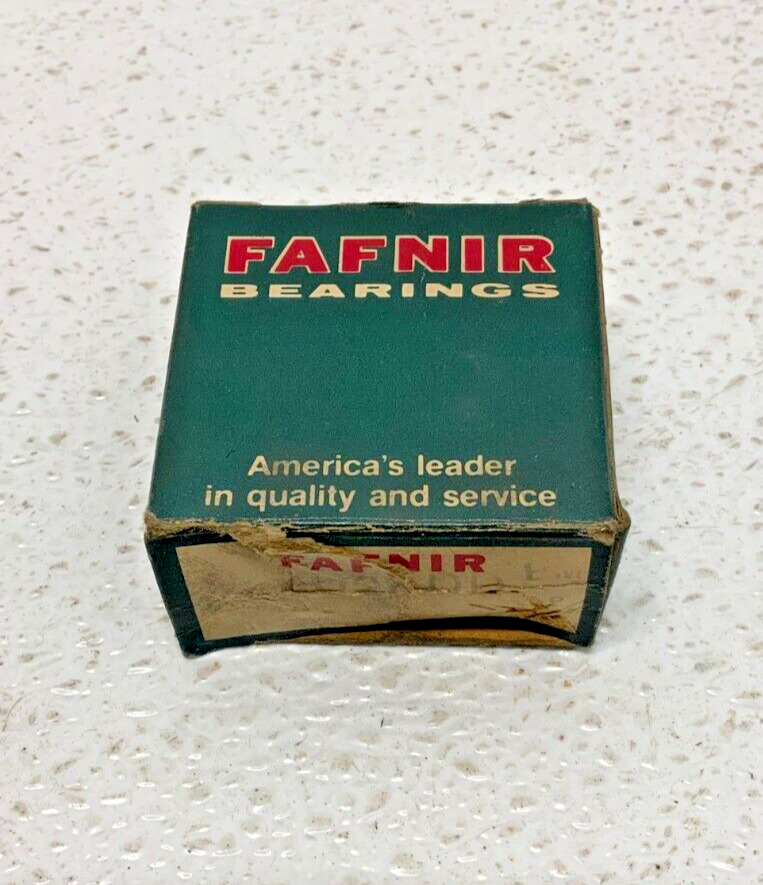 FAFNIR
BEARINGS
America's leader
in quality and service
FAFNIR